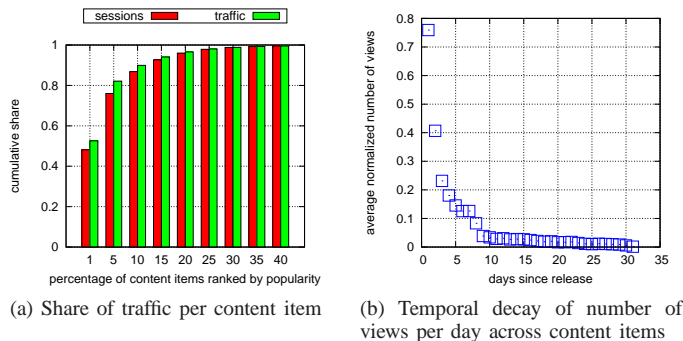 sessions traffic
1
0.8
0.6
0.4
0.2
0
cumulative share
1 5 10 15 20 25 30 35 40
percentage of content items ranked by popularity
(a) Share of traffic per content item
0.8
0.7
0.6
0.5
0.4
0.3
0.2
0.1
0
average normalized number of views
0 5 10 15 20 25 30 35
days since release
(b) Temporal decay of number of
views per day across content items